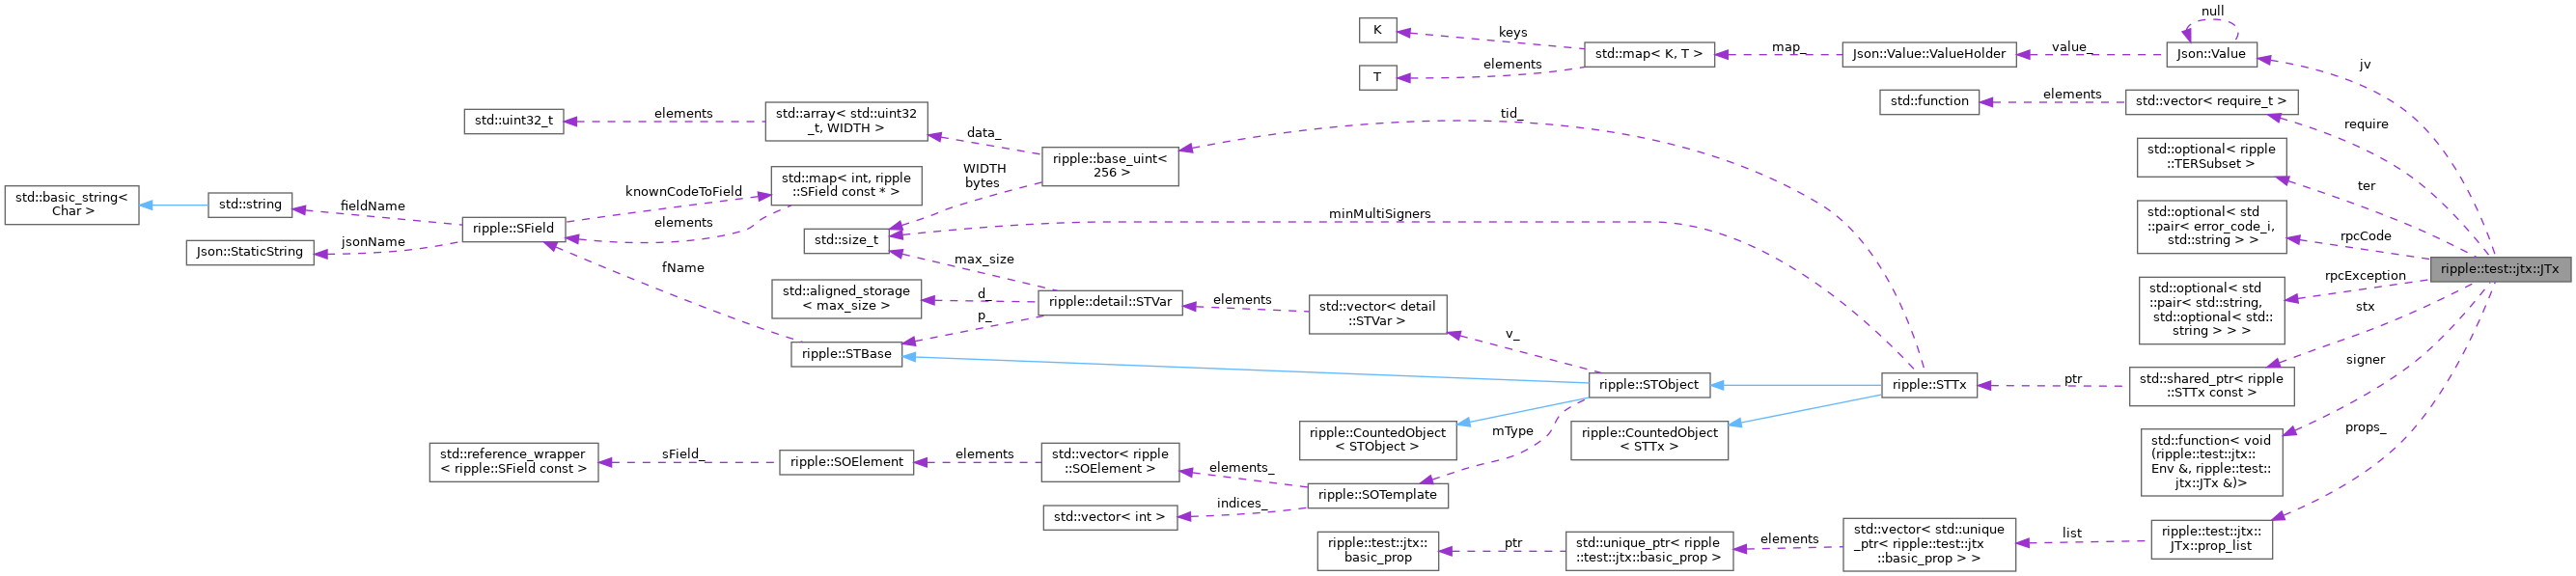 null
K
keys
std::map< K, T >
map_
Json::Value::ValueHolder
value_
Json::Value
elements
T
jv
std::function
elements
std::vector< require_t >
require
std::uint32_t
elements
std::array< std::uint32
_t, WIDTH >
data_
tid_
ripple::base_uint<
256 >
WIDTH
bytes
std::optional< ripple
::TERSubset >
ter
std::basic_string<
Char >
std::string
fieldName
Json::StaticString
jsonName
ripple::SField
knownCodeToField
elements
std::map< int, ripple
::SField const * >
fName
std::size_t
minMultiSigners
max_size
std::optional< std
::pair< error_code_i,
std::string > >
rpcCode
ripple::test::jtx::JTx
std::aligned_storage
< max_size >
d_
ripple::detail::STVar
p_
elements
std::vector< detail
::STVar >
v_
std::optional< std
::pair< std::string,
std::optional< std::
string > > >
rpcException
stx
ripple::STBase
ripple::STObject
ripple::STTx
ptr
std::shared_ptr< ripple
::STTx const >
signer
ripple::CountedObject
< STObject >
mType
ripple::CountedObject
< STTx >
std::function< void
(ripple::test::jtx::
Env &, ripple::test::
jtx::JTx &)>
props_
std::reference_wrapper
< ripple::SField const >
sField_
ripple::SOElement
elements
std::vector< ripple
::SOElement >
elements_
ripple::SOTemplate
indices_
std::vector< int >
ripple::test::jtx::
basic_prop
ptr
std::unique_ptr< ripple
::test::jtx::basic_prop >
elements
std::vector< std::unique
_ptr< ripple::test::jtx
::basic_prop > >
list
ripple::test::jtx::
JTx::prop_list